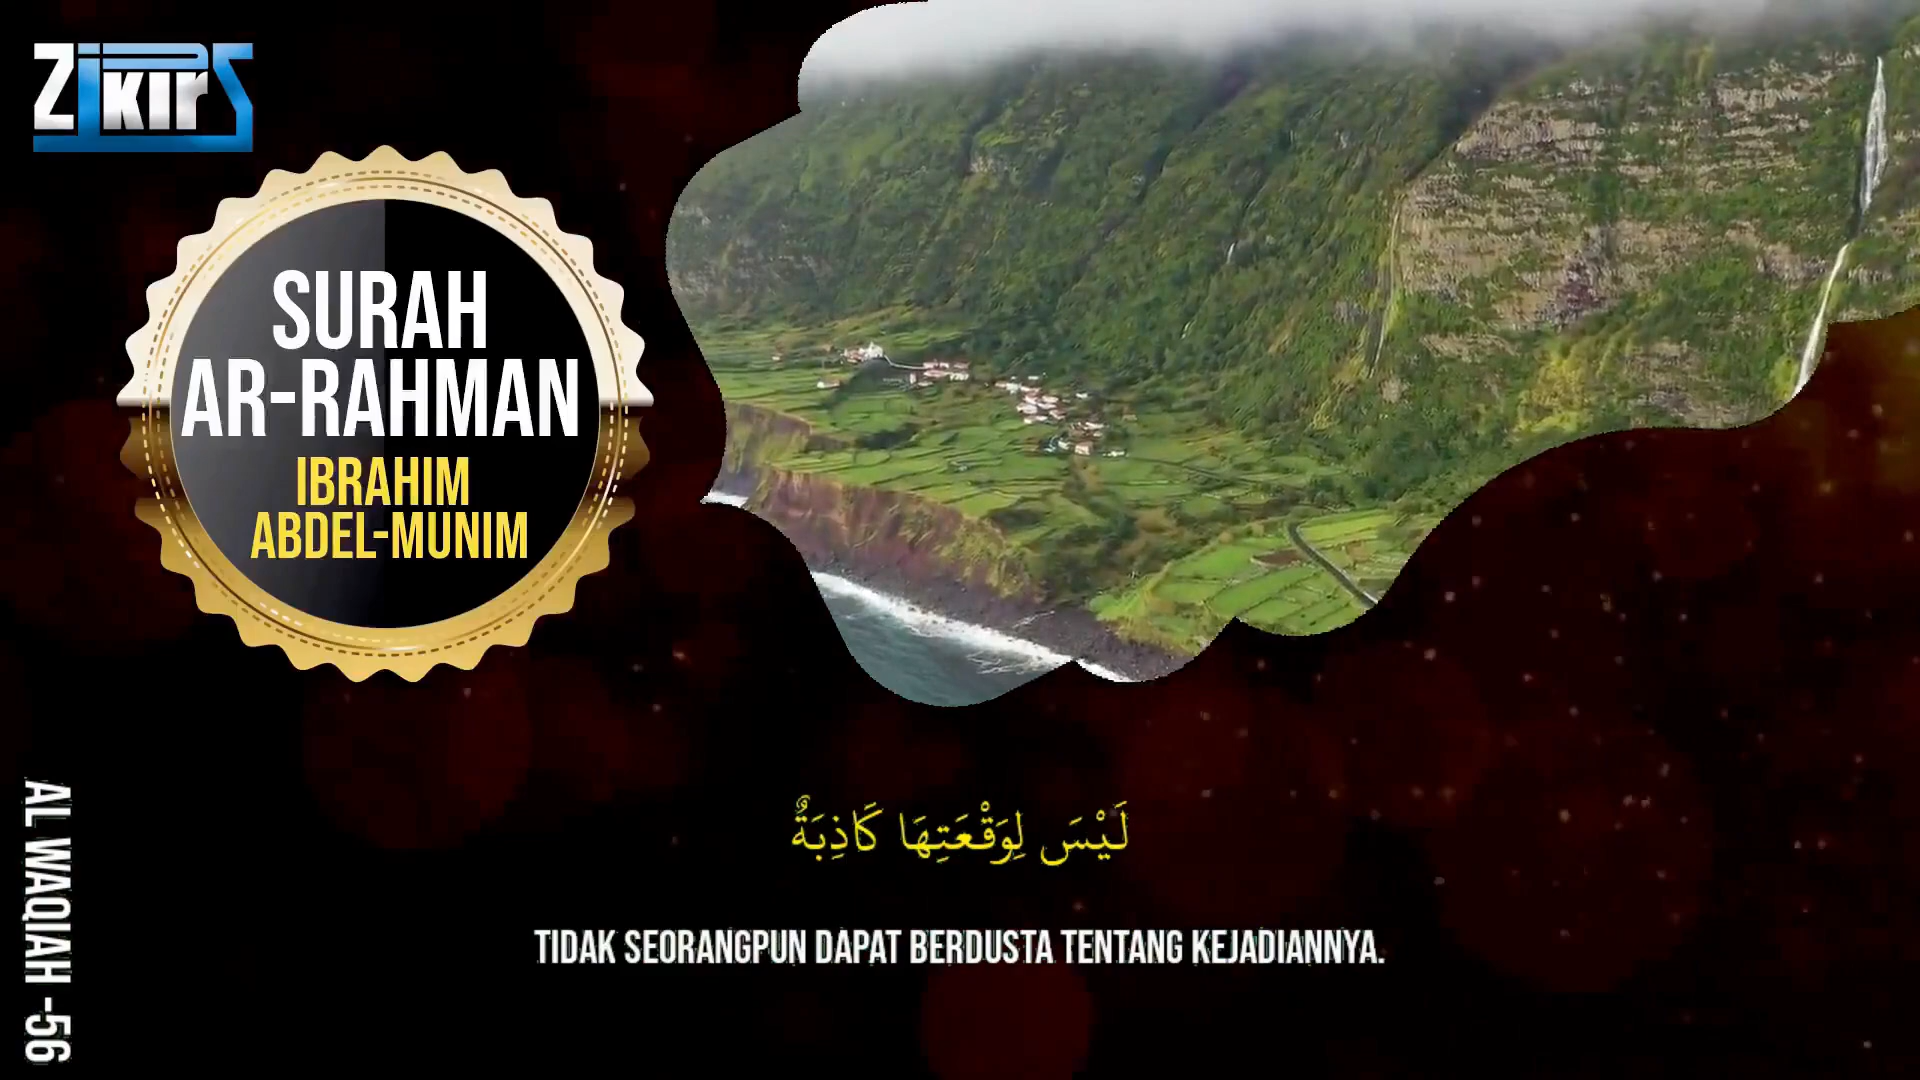 ZikirS
SURAH
AR-RAHMAN
IBRAHIM
ABDEL-MUNIM
لَيْسَ لِوَقْعَتِهَا كَاذِبَةٌ
TIDAK SEORANGPUN DAPAT BERDUSTA TENTANG KEJADIANNYA.
AL WAQIAH -56